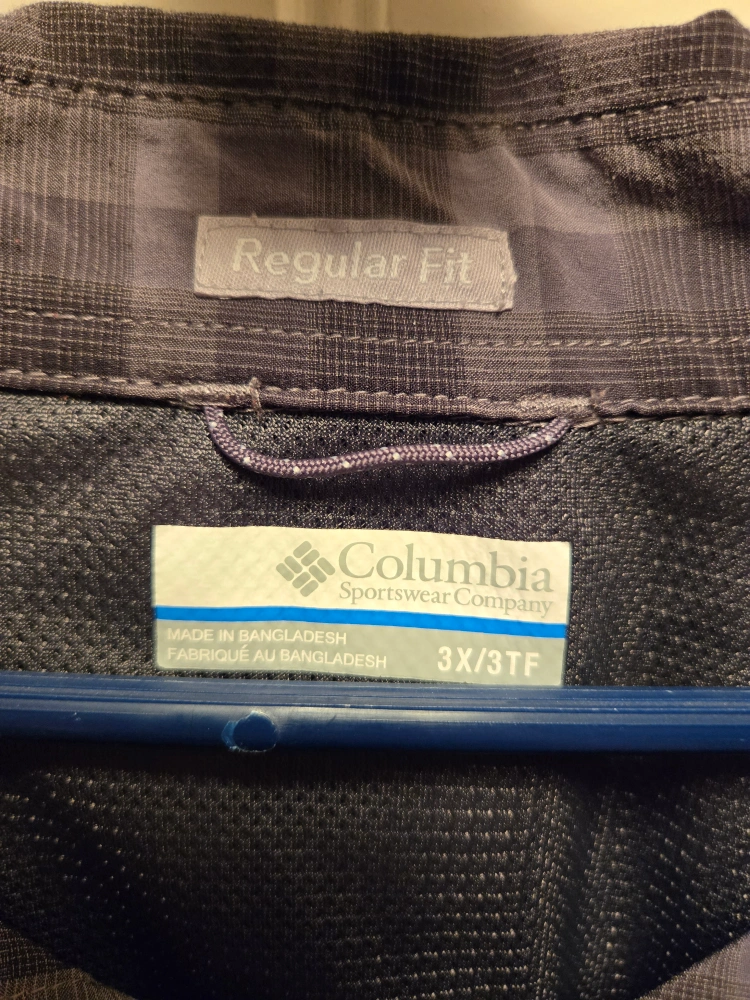 Regular Fit
Columbia
Sportswear Company
MADE IN BANGLADESH
FABRIQUÉ AU BANGLADESH
3X/3TF